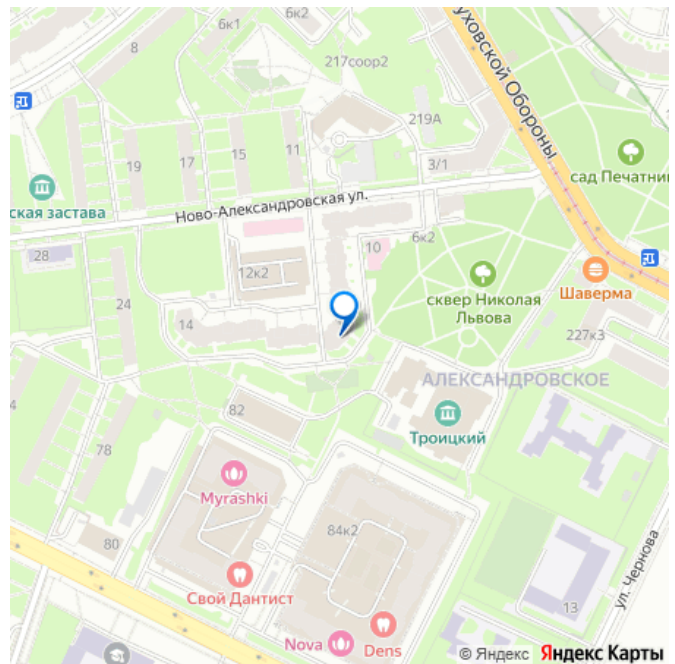 6к1
6к2
8
217соор2
уховской Обороны
219А
19
17
15
11
3/1
сад Печатник
ская застава
Ново-Александровская ул.
28
12к2
10
6к2
сквер Николая
Львова
Шаверма
24
14
227к3
АЛЕКСАНДРОВСКОЕ
Троицкий
4
82
78
Myrashki
84к2
80
Свой Дантист
Nova
Dens
13
ул. Чернова
© Яндекс Яндекс Карты